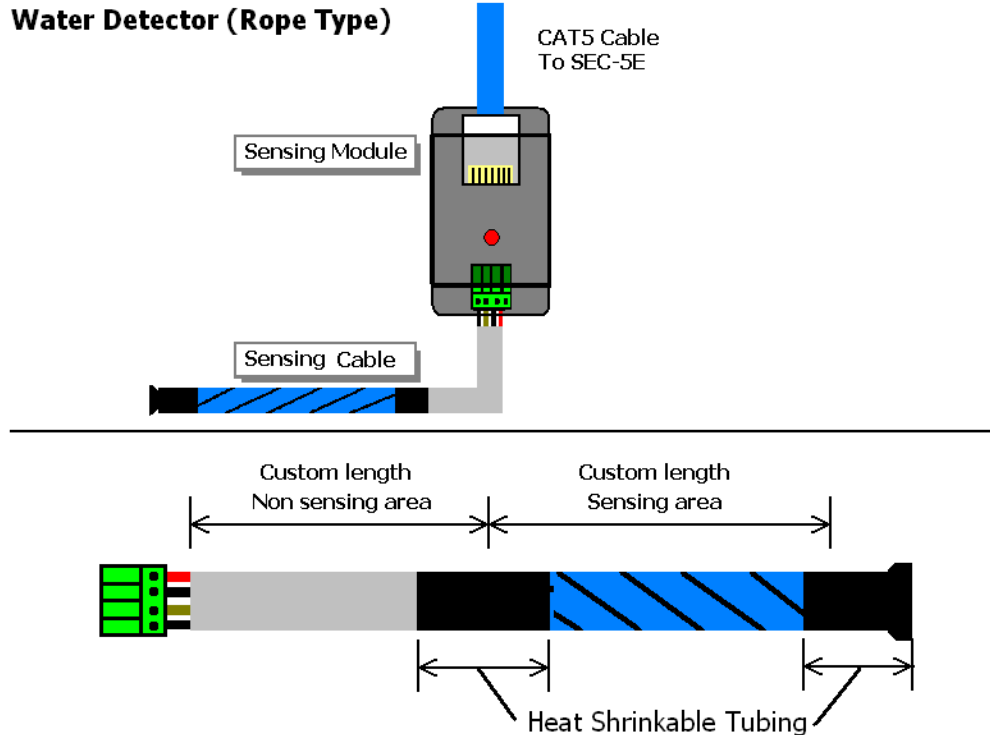 Water Detector (Rope Type)
CAT5 Cable
To SEC-5E
Sensing Module
Sensing Cable
Custom length
Non sensing area
Custom length
Sensing area
Heat Shrinkable Tubing